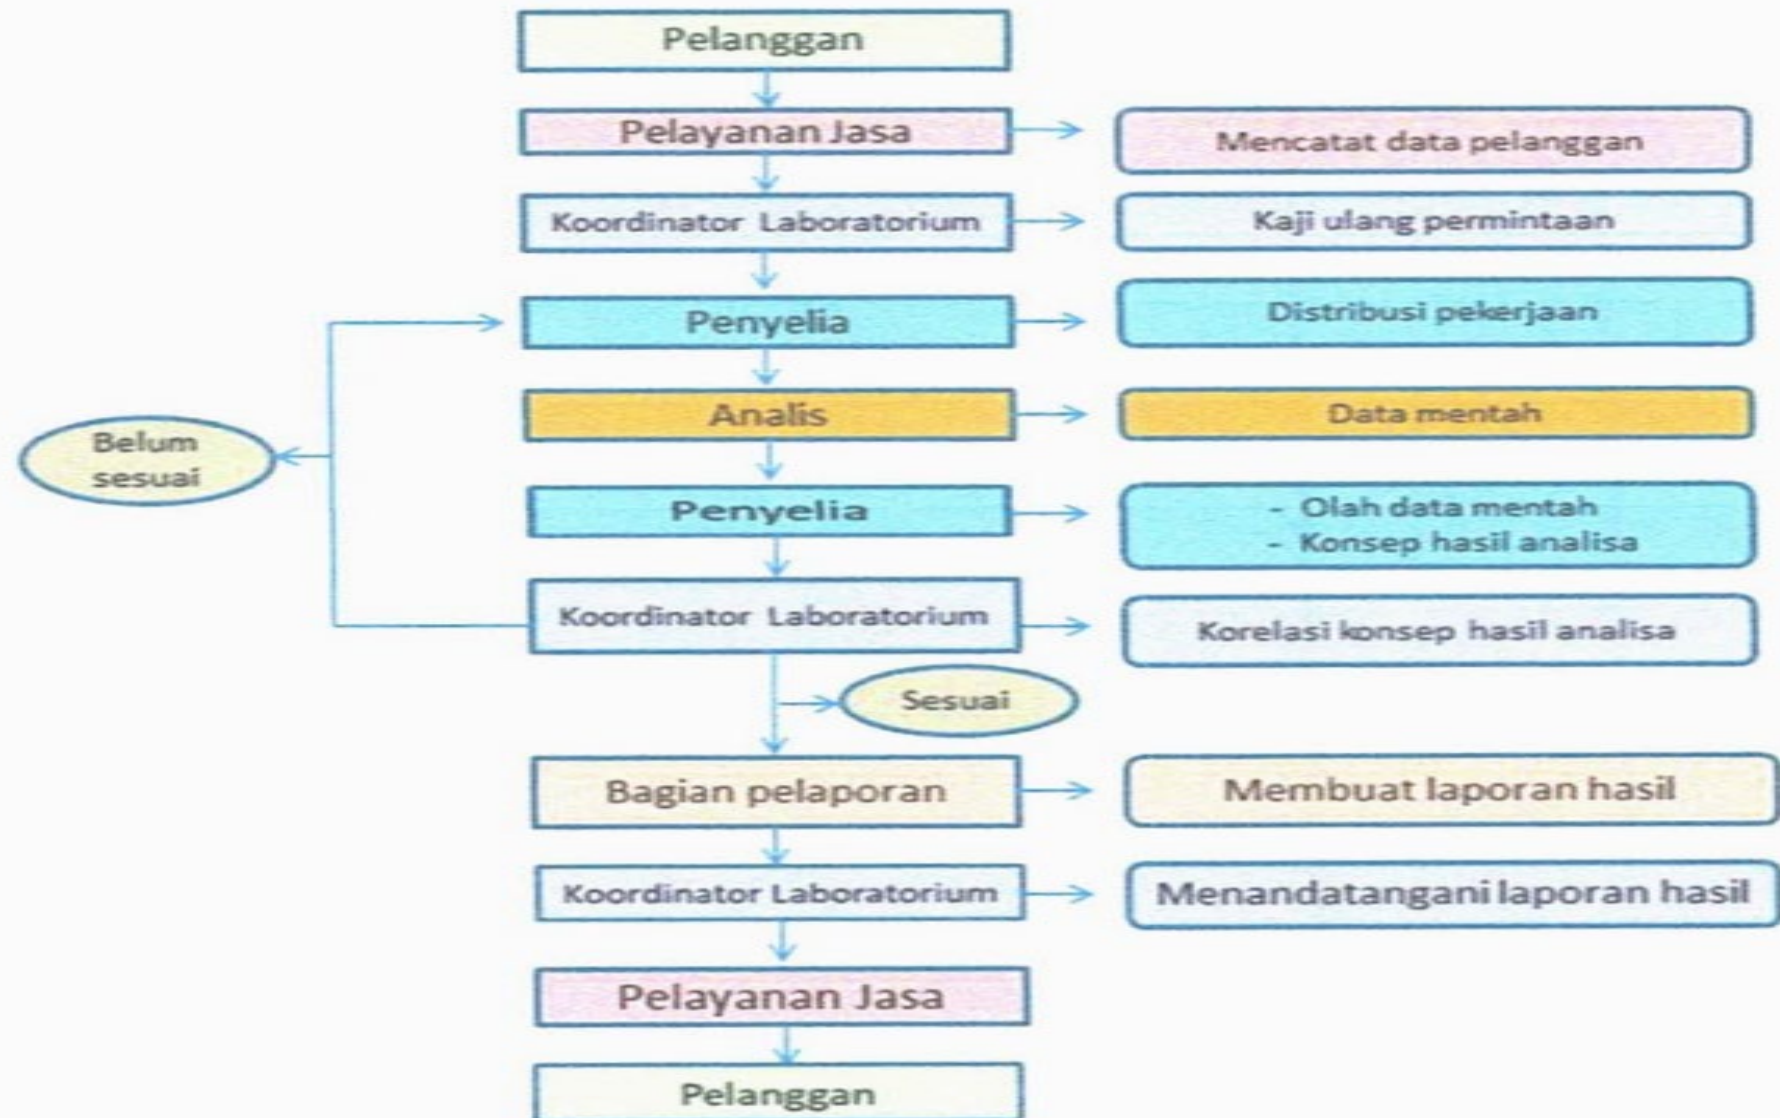 Pelanggan
Pelayanan Jasa
Mencatat data pelanggan
Koordinator Laboratorium
Kaji ulang permintaan
Penyelia
Distribusi pekerjaan
Analis
Data mentah
Belum
sesuai
Penyelia
- Olah data mentah
- Konsep hasil analisa
Koordinator Laboratorium
Korelasi konsep hasil analisa
Sesuai
Bagian pelaporan
Membuat laporan hasil
Koordinator Laboratorium
Menandatangani laporan hasil
Pelayanan Jasa
Pelanggan